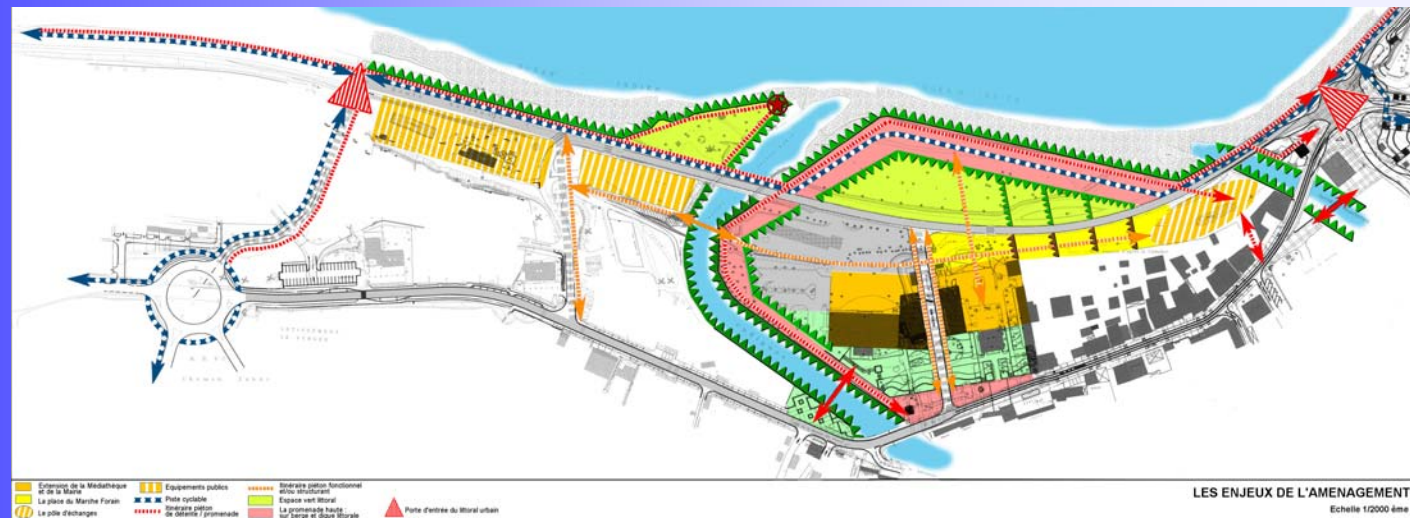 Extension de la Médiathèque
et de la Mairie
La place du Marche Forain
Le pôle d'échanges
Equipements publics
Piste cyclable
Itinéraire piéton
de détente / promenade
Itinéraire piéton fonctionnel
et/ou structurant
Espace vert littoral
La promenade haute :
sur berge et digue littorale
Porte d'entrée du littoral urbain
LES ENJEUX DE L'AMENAGEMENT
Echelle 1/2000 ème